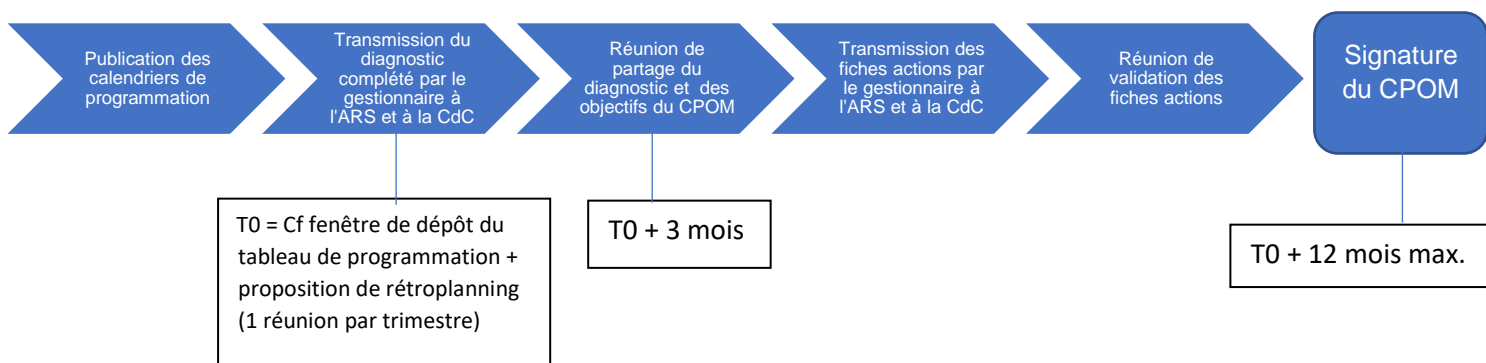 Publication des
calendriers de
programmation
Transmission du
diagnostic
complété par le
gestionnaire à
l'ARS et à la CdC
Réunion de
partage du
diagnostic et des
objectifs du CPOM
Transmission des
fiches actions par
le gestionnaire à
l'ARS et à la CdC
Réunion de
validation des
fiches actions
Signature
du CPOM
T0 = Cf fenêtre de dépôt du
tableau de programmation +
proposition de rétroplanning
(1 réunion par trimestre)
T0 + 3 mois
T0 + 12 mois max.